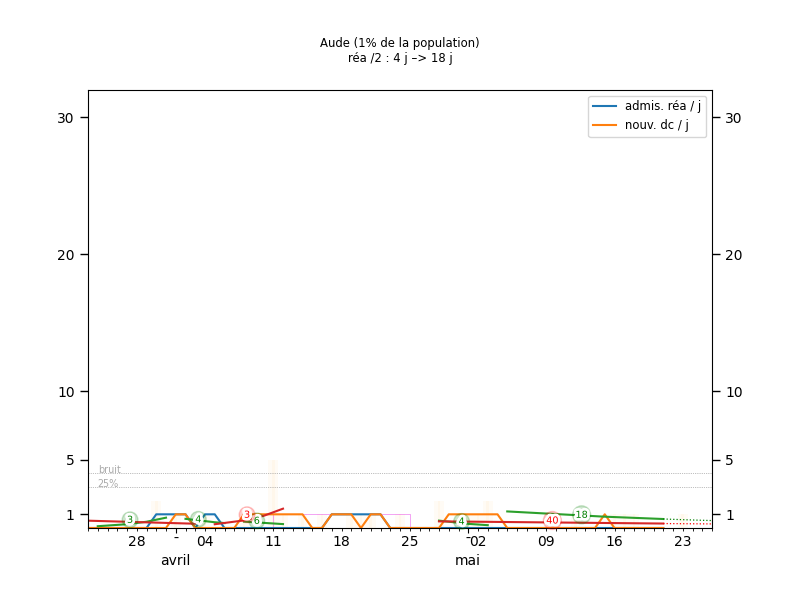 Aude (1% de la population)
réa /2 : 4 j –> 18 j
admis. réa / j
nouv. dc / j
30 30
20 20
10 10
5 5
bruit
25%
1 1
3 4 3 6 4 40 -18
28 - 04 11 18 25 -02 09 16 23
avril mai